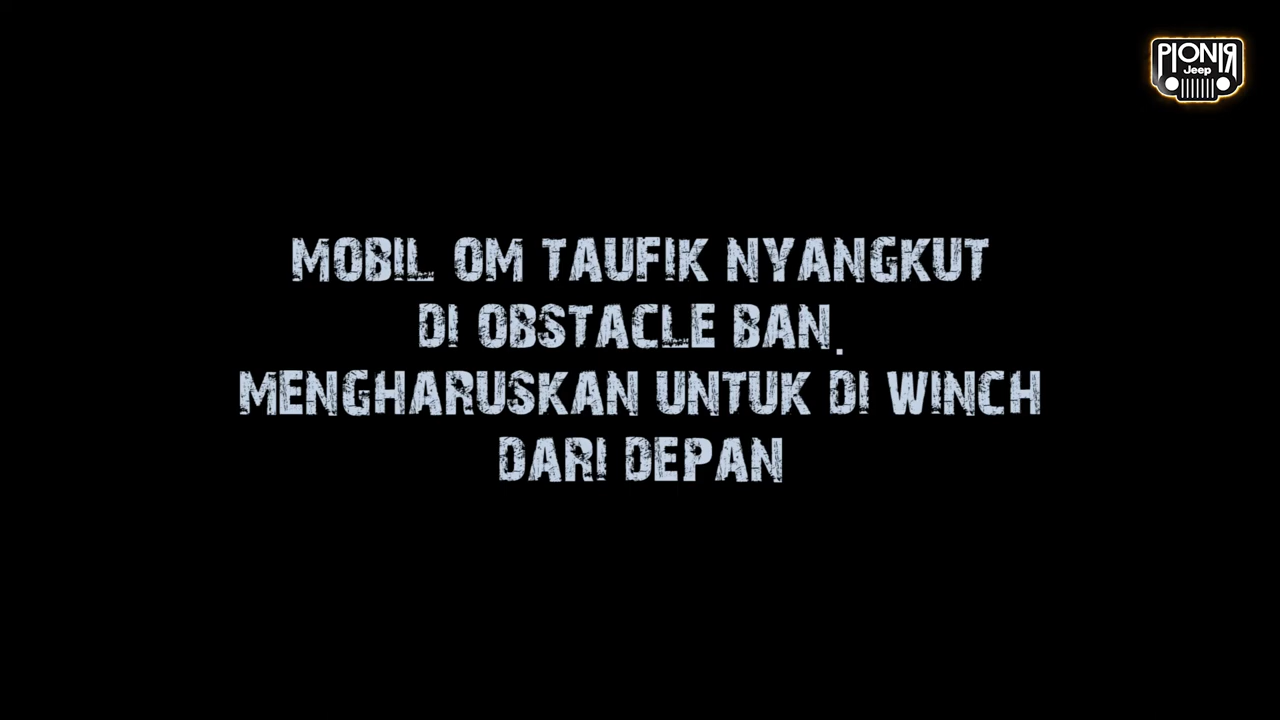 PIONIR
Jeep
MOBIL OM TAUFIK NYANGKUT
DI OBSTACLE BAN.
MENGHARUSKAN UNTUK DI WINCH
DARI DEPAN